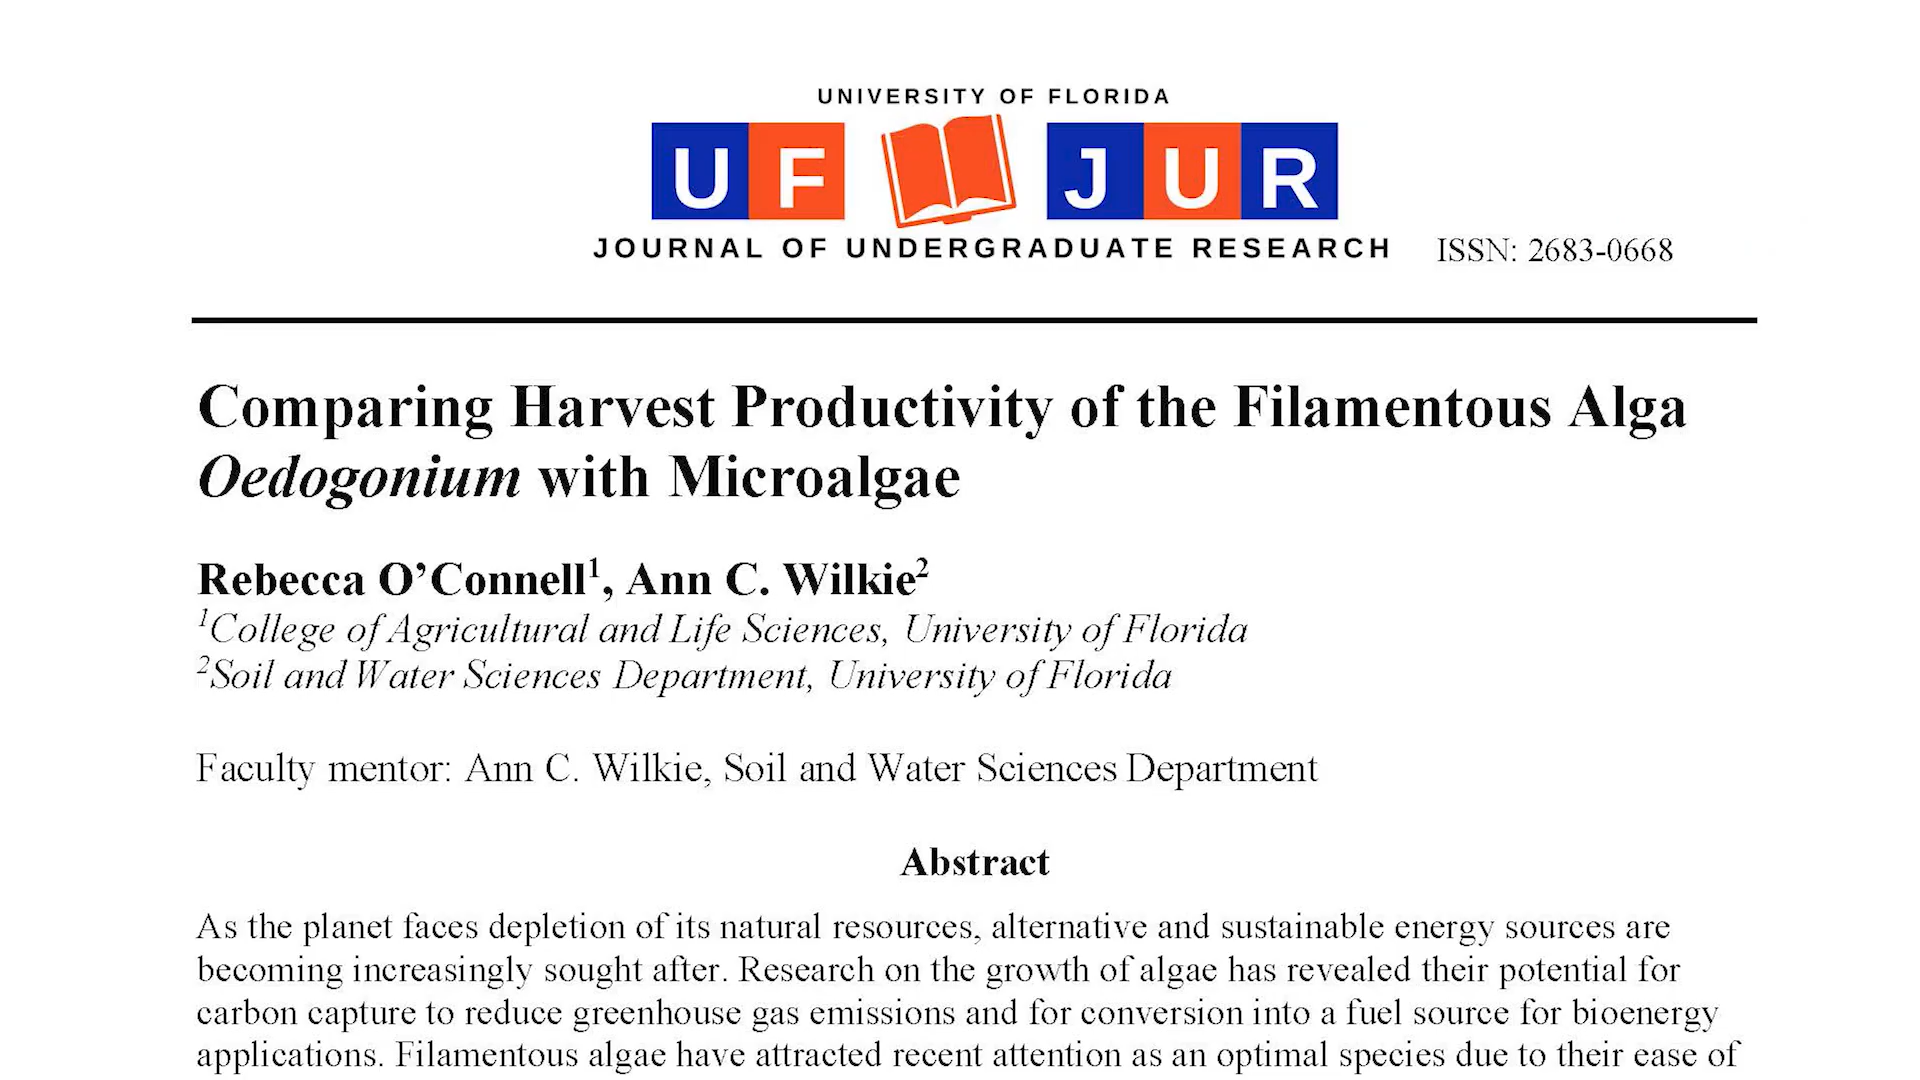 UNIVERSITY OF FLORIDA
UF JUR
JOURNAL OF UNDERGRADUATE RESEARCH ISSN: 2683-0668
Comparing Harvest Productivity of the Filamentous Alga
Oedogonium with Microalgae
Rebecca O’Connell¹, Ann C. Wilkie²
¹College of Agricultural and Life Sciences, University of Florida
²Soil and Water Sciences Department, University of Florida
Faculty mentor: Ann C. Wilkie, Soil and Water Sciences Department
Abstract
As the planet faces depletion of its natural resources, alternative and sustainable energy sources are
becoming increasingly sought after. Research on the growth of algae has revealed their potential for
carbon capture to reduce greenhouse gas emissions and for conversion into a fuel source for bioenergy
applications. Filamentous algae have attracted recent attention as an optimal species due to their ease of